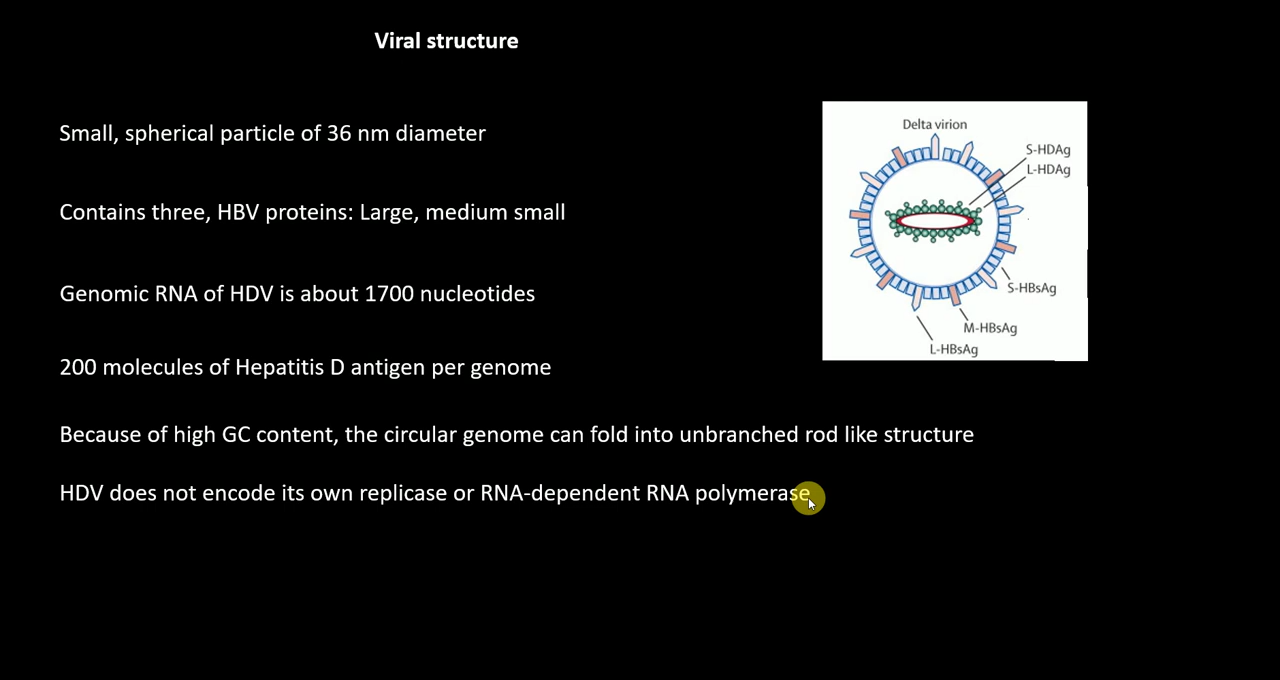 Viral structure
Small, spherical particle of 36 nm diameter
Contains three, HBV proteins: Large, medium small
Genomic RNA of HDV is about 1700 nucleotides
200 molecules of Hepatitis D antigen per genome
Because of high GC content, the circular genome can fold into unbranched rod like structure
HDV does not encode its own replicase or RNA-dependent RNA polymerase
Delta virion
S-HDAg
L-HDAg
S-HBsAg
M-HBsAg
L-HBsAg